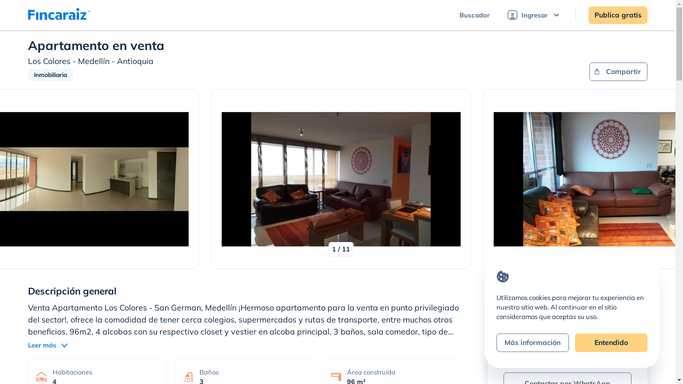 Fincaraiz
Buscador
Ingresar
Publica gratis
Apartamento en venta
Los Colores - Medellín - Antioquia
Inmobiliaria
Compartir
1 / 11
Descripción general
Venta Apartamento Los Colores - San German, Medellín ¡Hermoso apartamento para la venta en punto privilegiado
del sector!, ofrece la comodidad de tener cerca colegios, supermercados y rutas de transporte, entre muchos otros
beneficios. 96m2, 4 alcobas con su respectivo closet y vestier en alcoba principal, 3 baños, sala comedor, tipo de...
Leer más
Habitaciones
4
Baños
3
Área construida
96 m²
Utilizamos cookies para mejorar tu experiencia en
nuestro sitio web. Al continuar en el sitio
consideramos que aceptas su uso.
Más información
Entendido
Contactar por WhatsApp